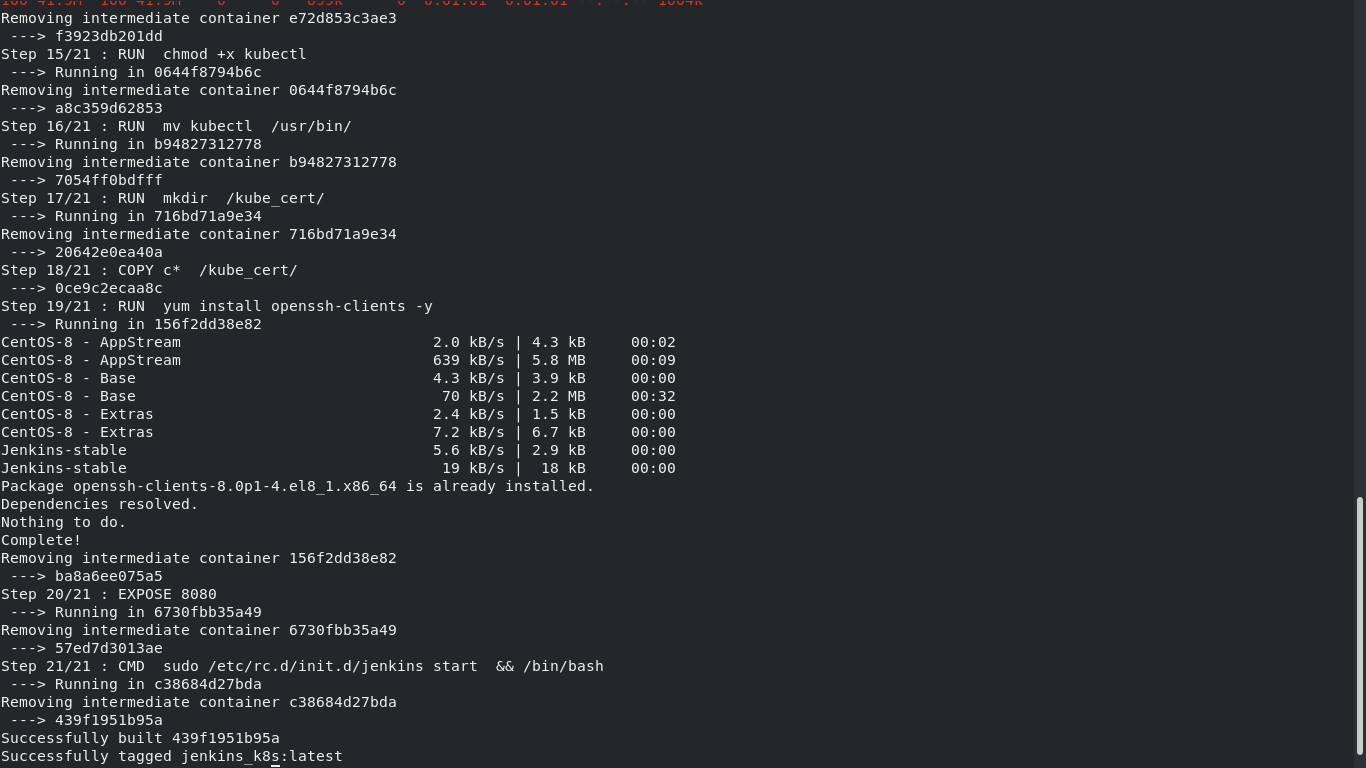 Removing intermediate container e72d853c3ae3
 ---> f3923db201dd
Step 15/21 : RUN  chmod +x kubectl
 ---> Running in 0644f8794b6c
Removing intermediate container 0644f8794b6c
 ---> a8c359d62853
Step 16/21 : RUN  mv kubectl  /usr/bin/
 ---> Running in b94827312778
Removing intermediate container b94827312778
 ---> 7054ff0bdfff
Step 17/21 : RUN  mkdir  /kube_cert/
 ---> Running in 716bd71a9e34
Removing intermediate container 716bd71a9e34
 ---> 20642e0ea40a
Step 18/21 : COPY c*  /kube_cert/
 ---> 0ce9c2ecaa8c
Step 19/21 : RUN  yum install openssh-clients -y
 ---> Running in 156f2dd38e82
CentOS-8 - AppStream                            2.0 kB/s | 4.3 kB     00:02
CentOS-8 - AppStream                            639 kB/s | 5.8 MB     00:09
CentOS-8 - Base                                 4.3 kB/s | 3.9 kB     00:00
CentOS-8 - Base                                  70 kB/s | 2.2 MB     00:32
CentOS-8 - Extras                               2.4 kB/s | 1.5 kB     00:00
CentOS-8 - Extras                               7.2 kB/s | 6.7 kB     00:00
Jenkins-stable                                  5.6 kB/s | 2.9 kB     00:00
Jenkins-stable                                   19 kB/s |  18 kB     00:00
Package openssh-clients-8.0p1-4.el8_1.x86_64 is already installed.
Dependencies resolved.
Nothing to do.
Complete!
Removing intermediate container 156f2dd38e82
 ---> ba8a6ee075a5
Step 20/21 : EXPOSE 8080
 ---> Running in 6730fbb35a49
Removing intermediate container 6730fbb35a49
 ---> 57ed7d3013ae
Step 21/21 : CMD  sudo /etc/rc.d/init.d/jenkins start  && /bin/bash
 ---> Running in c38684d27bda
Removing intermediate container c38684d27bda
 ---> 439f1951b95a
Successfully built 439f1951b95a
Successfully tagged jenkins_k8s:latest